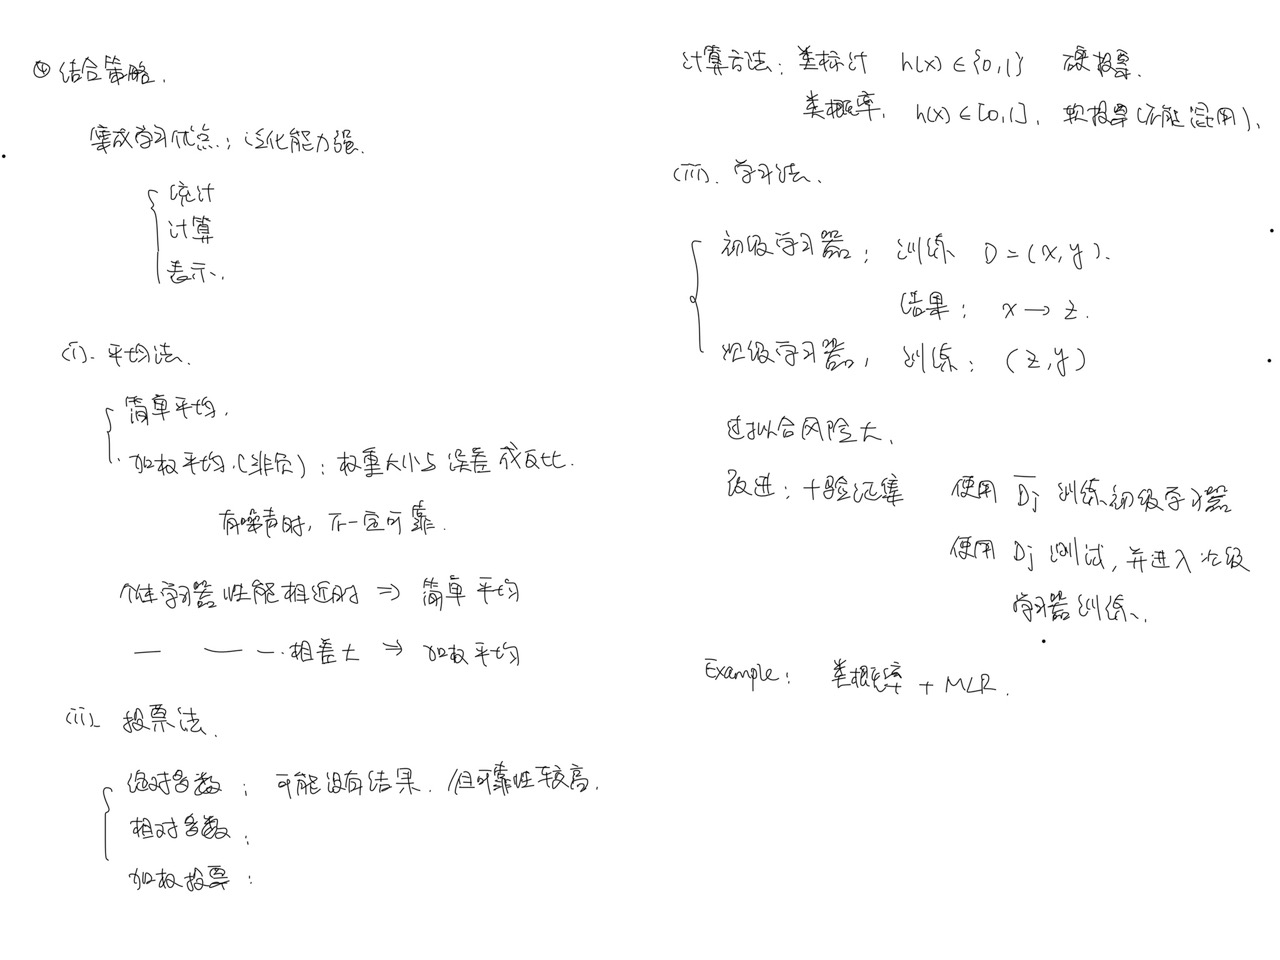 ④ 结合策略.
集成学习优点: 泛化能力强.
统计
计算
表示.
(i). 平均法.
简单平均.
加权平均.(非负): 权重大小与误差成反比.
有噪声时, 不一定可靠.
个体学习器性能相近时 ⇒ 简单平均
— — — 相差大 ⇒ 加权平均
(ii). 投票法.
绝对多数: 可能没有结果. 但可靠性较高.
相对多数:
加权投票:
计算方法: 类标计 h(x) ∈ {0,1} 硬投票.
类概率. h(x) ∈ [0,1]. 软投票 (不能混用).
(iii). 学习法.
初级学习器: 训练 D = (x, y).
结果: x → z.
次级学习器, 训练: (z, y)
过拟合风险大.
改进: +验证集 使用 D̅j 训练初级学习器
使用 Dj 测试, 并进入次级
学习器训练.
Example: 类概率 + MLR.